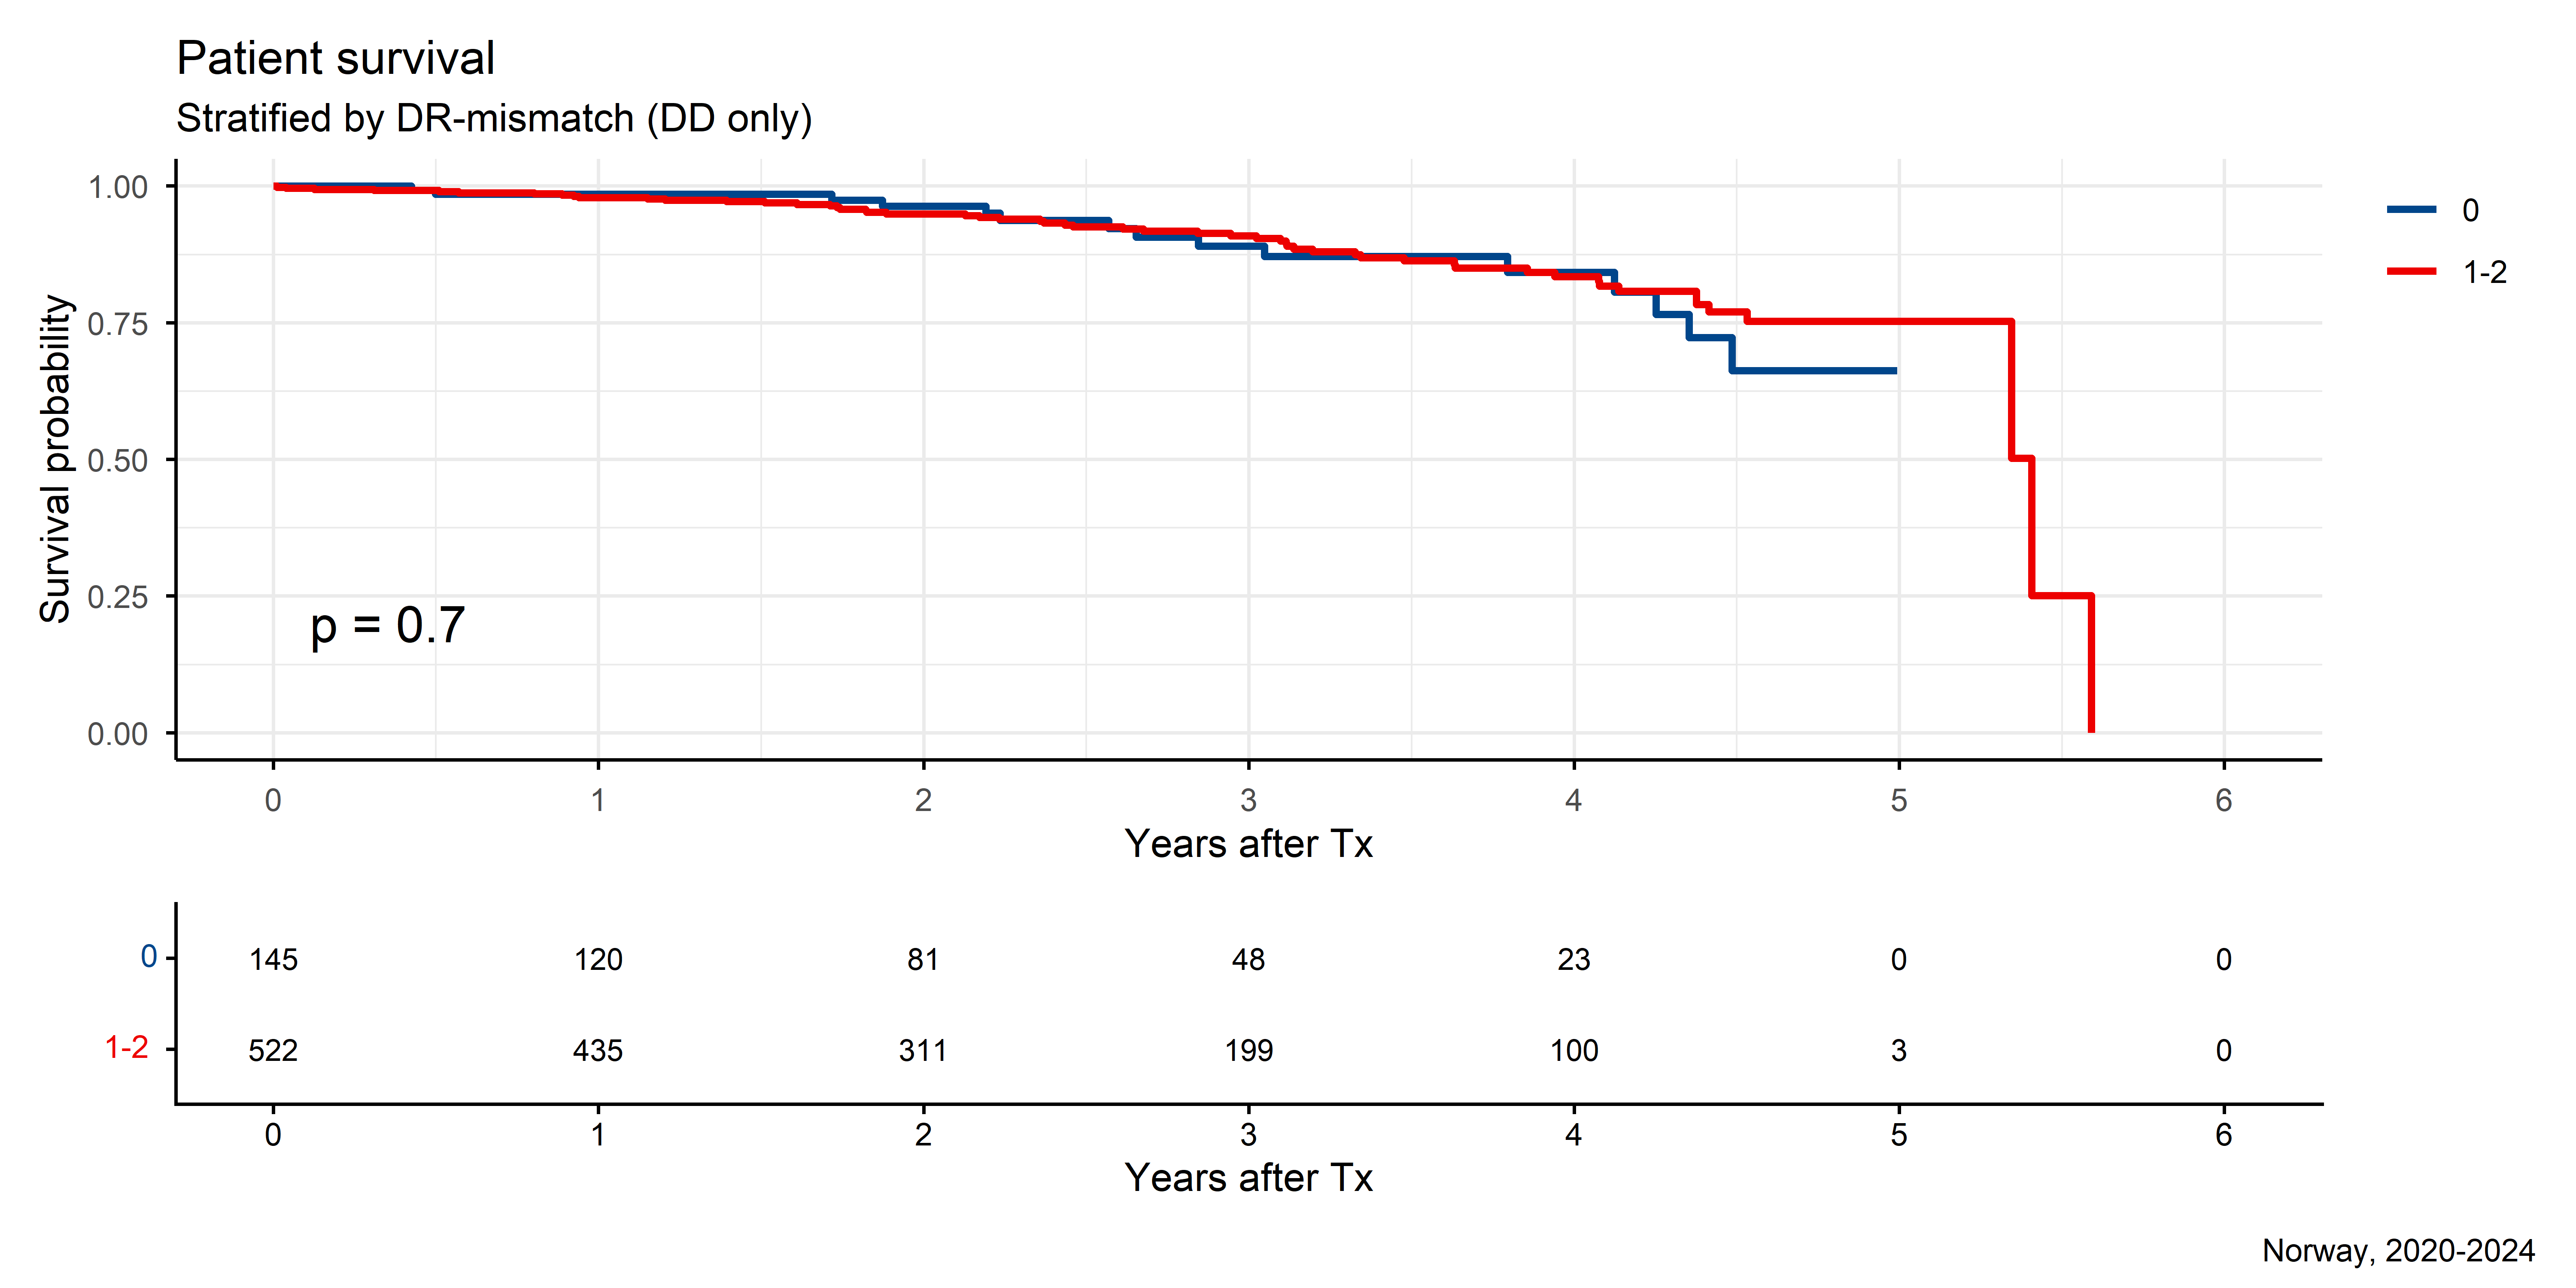 Patient survival
Stratified by DR-mismatch (DD only)
Survival probability
1.00
0.75
0.50
0.25
0.00
p = 0.7
0
1-2
0 1 2 3 4 5 6
Years after Tx
0 145 120 81 48 23 0 0
1-2 522 435 311 199 100 3 0
0 1 2 3 4 5 6
Years after Tx
Norway, 2020-2024